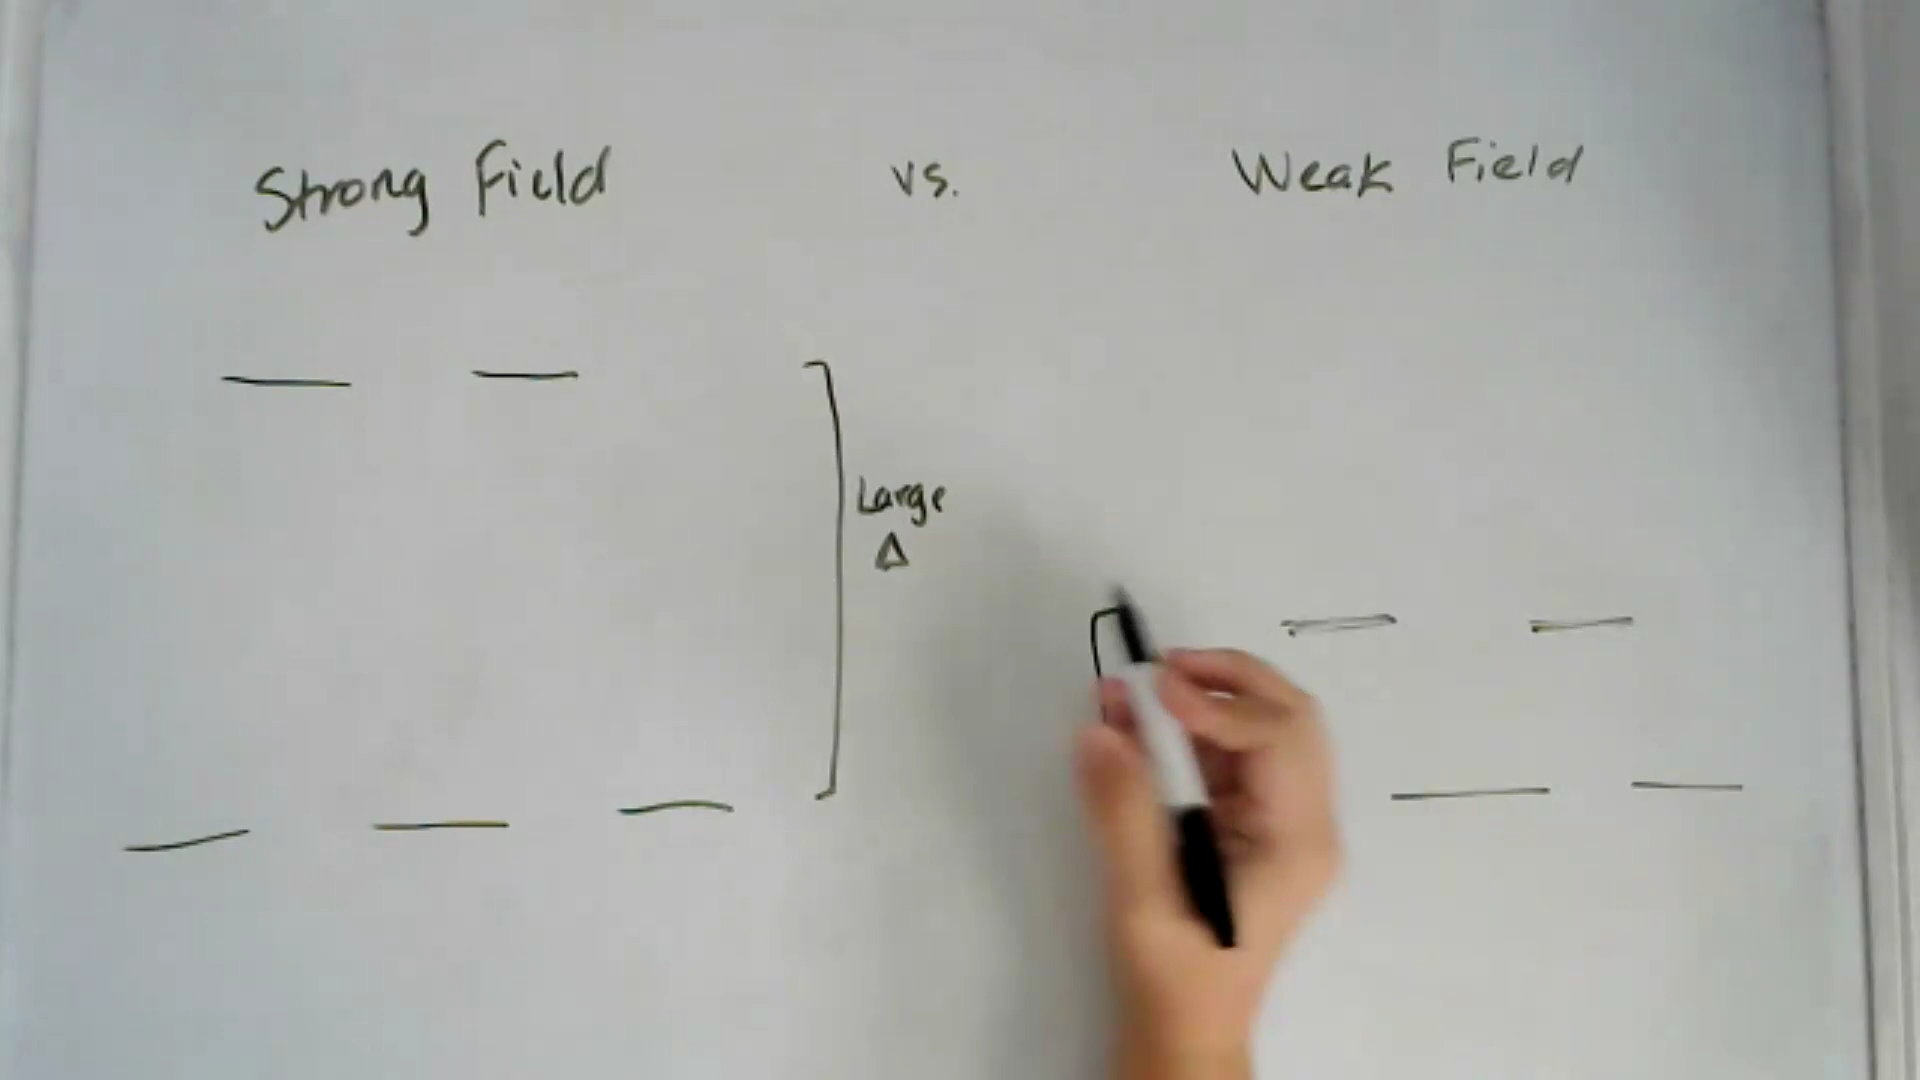 Strong Field vs. Weak Field
Large
Δ